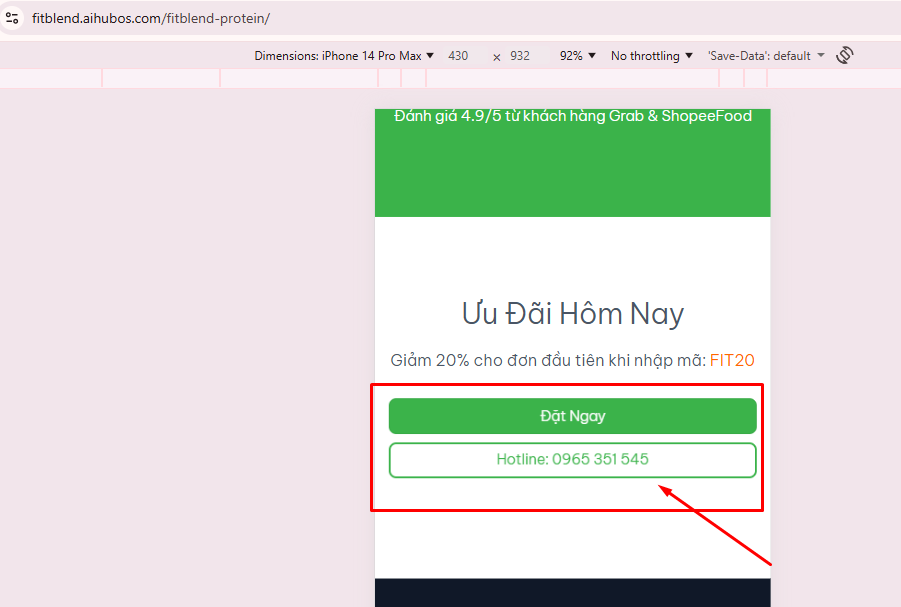 fitblend.aihubos.com/fitblend-protein/
Dimensions: iPhone 14 Pro Max ▼ 430 × 932 92% ▼ No throttling ▼ 'Save-Data': default ▼
Đánh giá 4.9/5 từ khách hàng Grab & ShopeeFood
Ưu Đãi Hôm Nay
Giảm 20% cho đơn đầu tiên khi nhập mã: FIT20
Đặt Ngay
Hotline: 0965 351 545